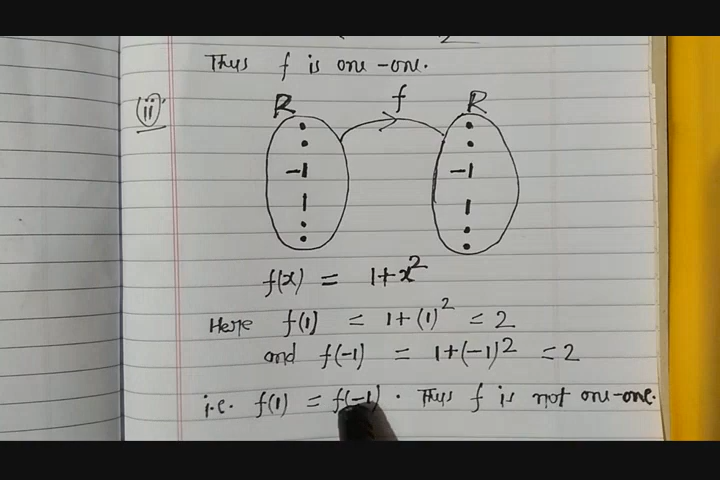 Thus f is one-one.
(ii)
R f R
-1 -1
1 1
f(x) = 1+x²
Here f(1) = 1+(1)² = 2
and f(-1) = 1+(-1)² = 2
i.e. f(1) = f(-1). Thus f is not one-one.